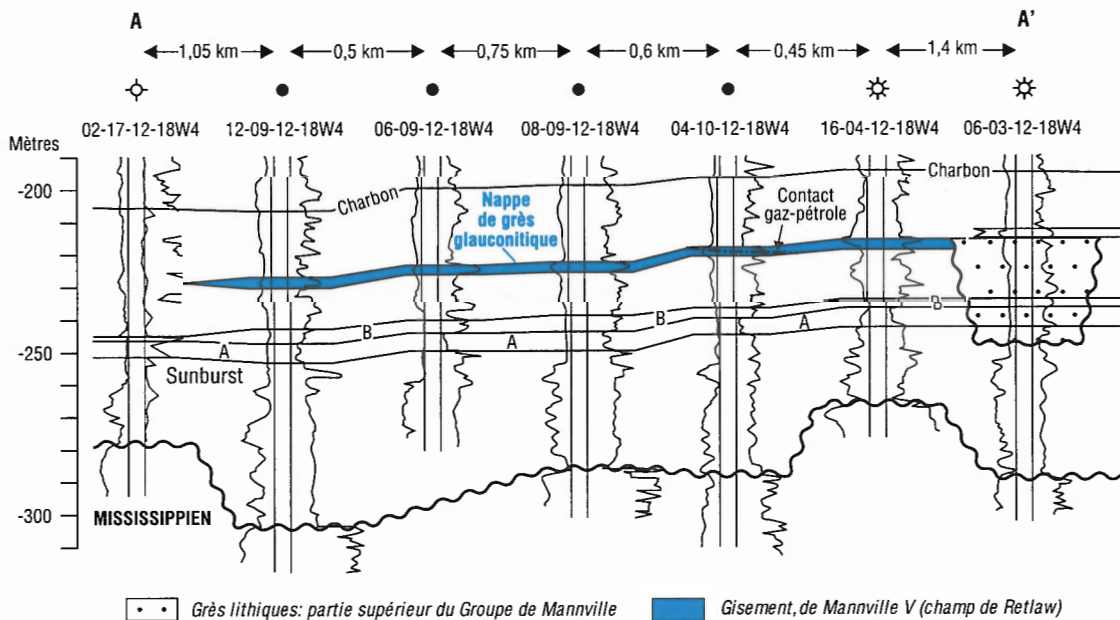 A A'
1,05 km 0,5 km 0,75 km 0,6 km 0,45 km 1,4 km
02-17-12-18W4 12-09-12-18W4 06-09-12-18W4 08-09-12-18W4 04-10-12-18W4 16-04-12-18W4 06-03-12-18W4
Mètres
-200
Charbon
Charbon
Nappe
de grès
glauconitique
Contact
gaz-pétrole
B
B
B
A
A
A
-250
Sunburst
-300
MISSISSIPPIEN
Grès lithiques: partie supérieur du Groupe de Mannville
Gisement, de Mannville V (champ de Retlaw)